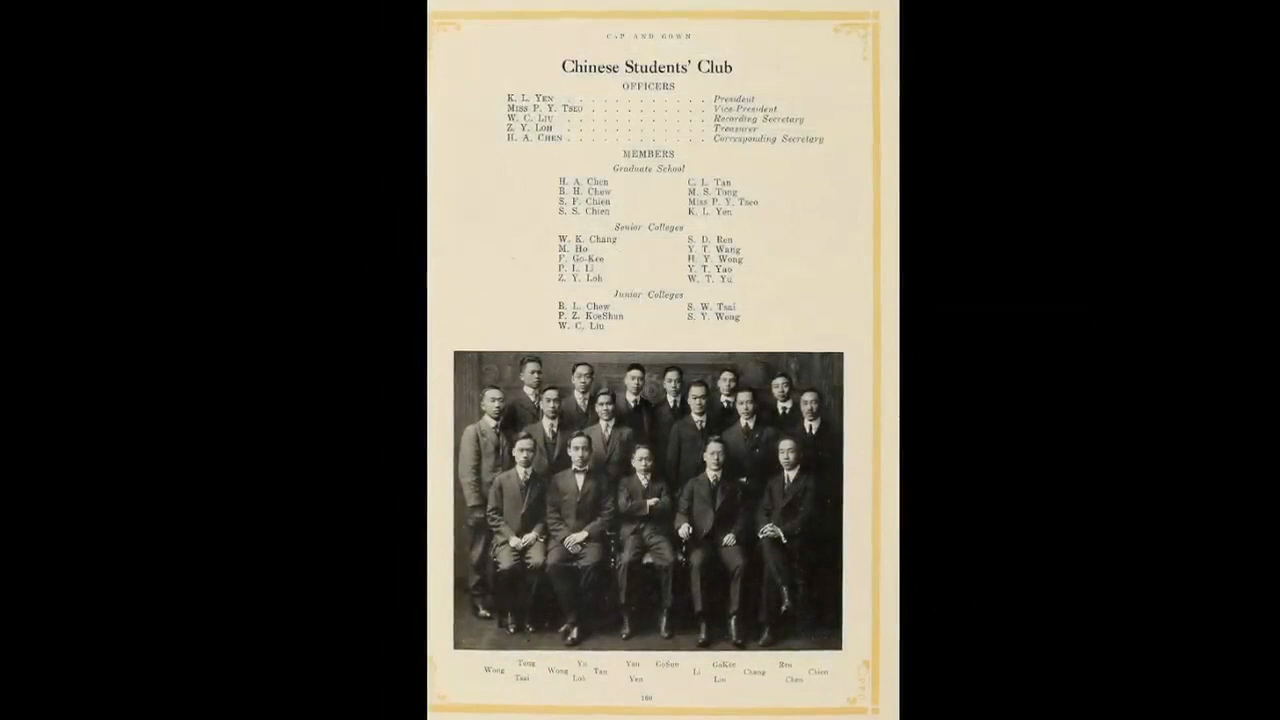 CAP AND GOWN
Chinese Students' Club
OFFICERS
K. L. Yen . . . . . . . . . . . . President
Miss P. Y. Tseo . . . . . . . . . . Vice-President
W. C. Liu . . . . . . . . . . . . Recording Secretary
Z. Y. Loh . . . . . . . . . . . . Treasurer
H. A. Chen . . . . . . . . . . . . Corresponding Secretary
MEMBERS
Graduate School
H. A. Chen C. L. Tan
B. H. Chew M. S. Tong
S. F. Chien Miss P. Y. Tseo
S. S. Chien K. L. Yen
Senior Colleges
W. K. Chang S. D. Ren
M. Ho Y. T. Wang
F. Go-Kee H. Y. Wong
P. L. Li Y. T. Yao
Z. Y. Loh W. T. Yu
Junior Colleges
B. L. Chow S. W. Tsai
P. Z. KoeShun S. Y. Wong
W. C. Liu
Tong Yu Yau GoSun GoKee Ren
Wong Wong Tan Li Chang Chien
Tsai Loh Yen Liu Chen
160